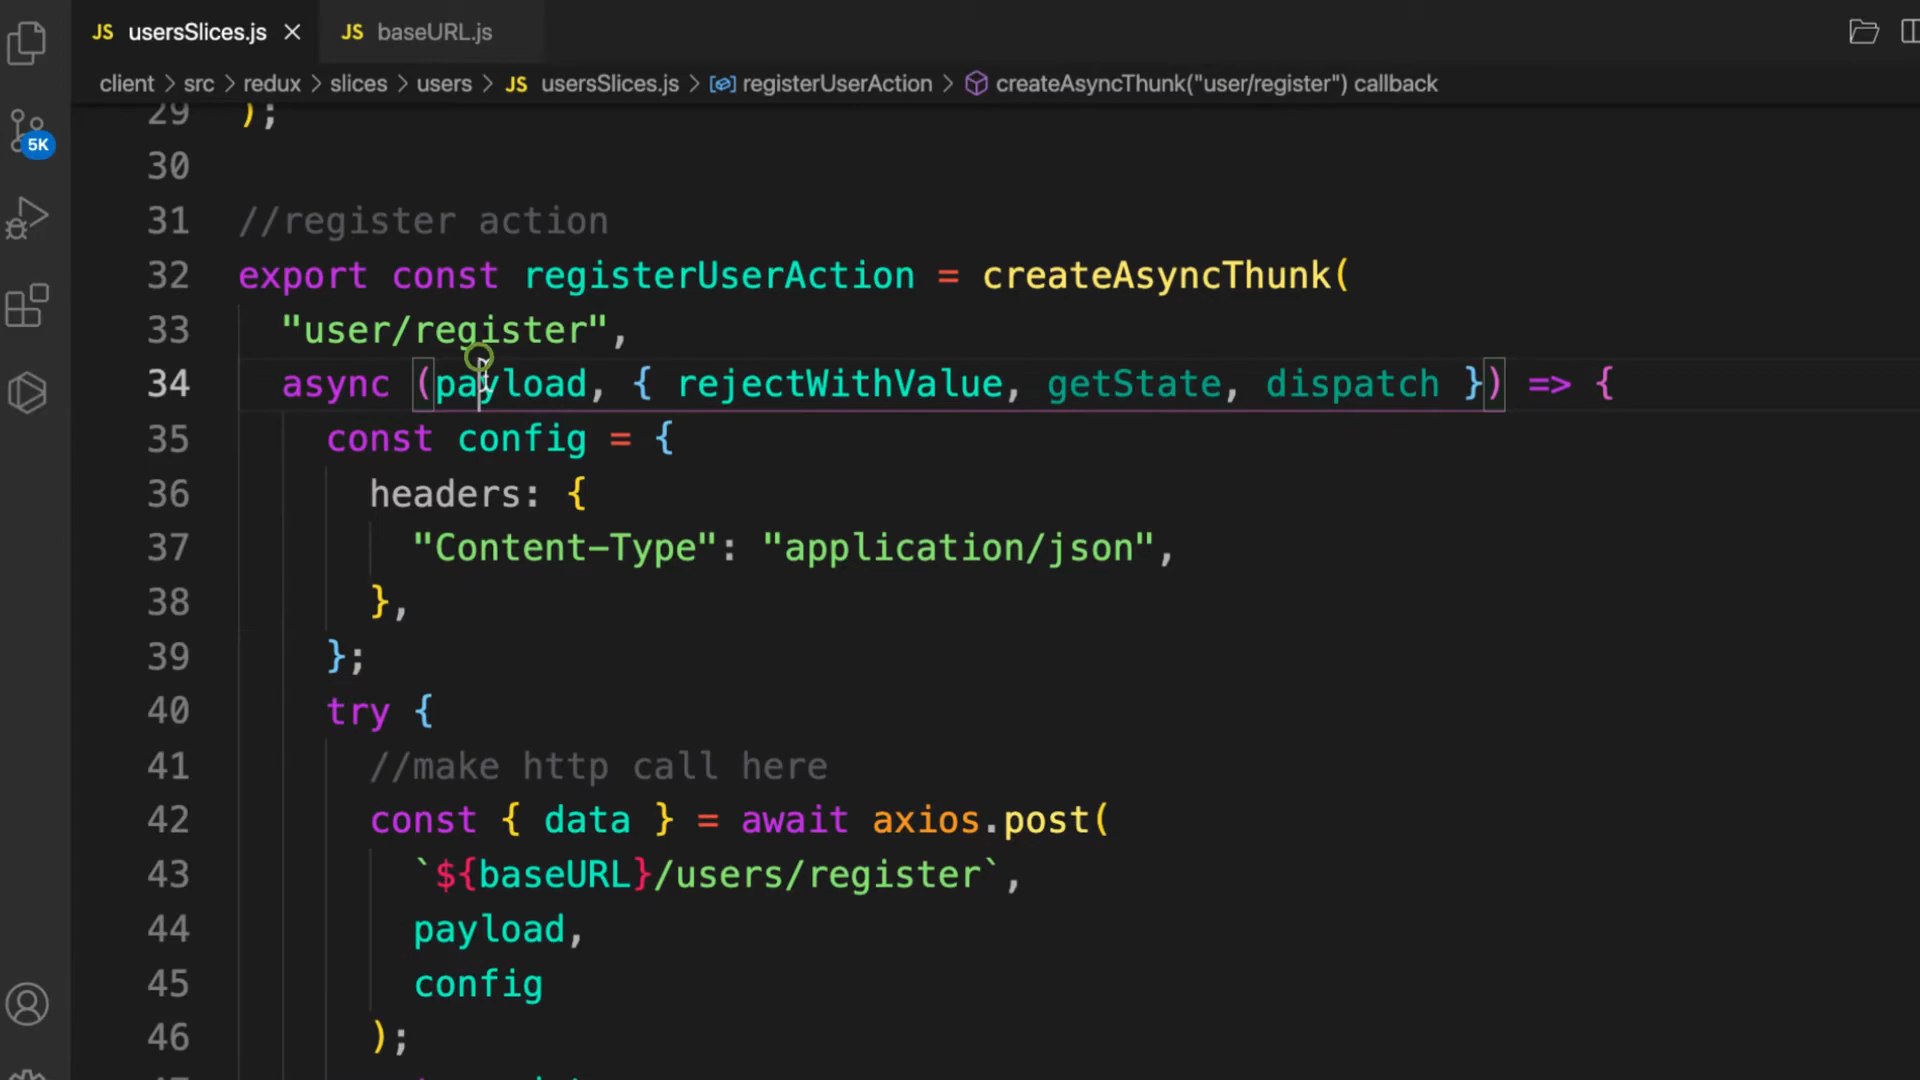 JS usersSlices.js × JS baseURL.js
client > src > redux > slices > users > JS usersSlices.js > registerUserAction > createAsyncThunk("user/register") callback
5K
29 );
30
31 //register action
32 export const registerUserAction = createAsyncThunk(
33 "user/register",
34 async (payload, { rejectWithValue, getState, dispatch }) => {
35 const config = {
36 headers: {
37 "Content-Type": "application/json",
38 },
39 };
40 try {
41 //make http call here
42 const { data } = await axios.post(
43 `${baseURL}/users/register`,
44 payload,
45 config
46 );